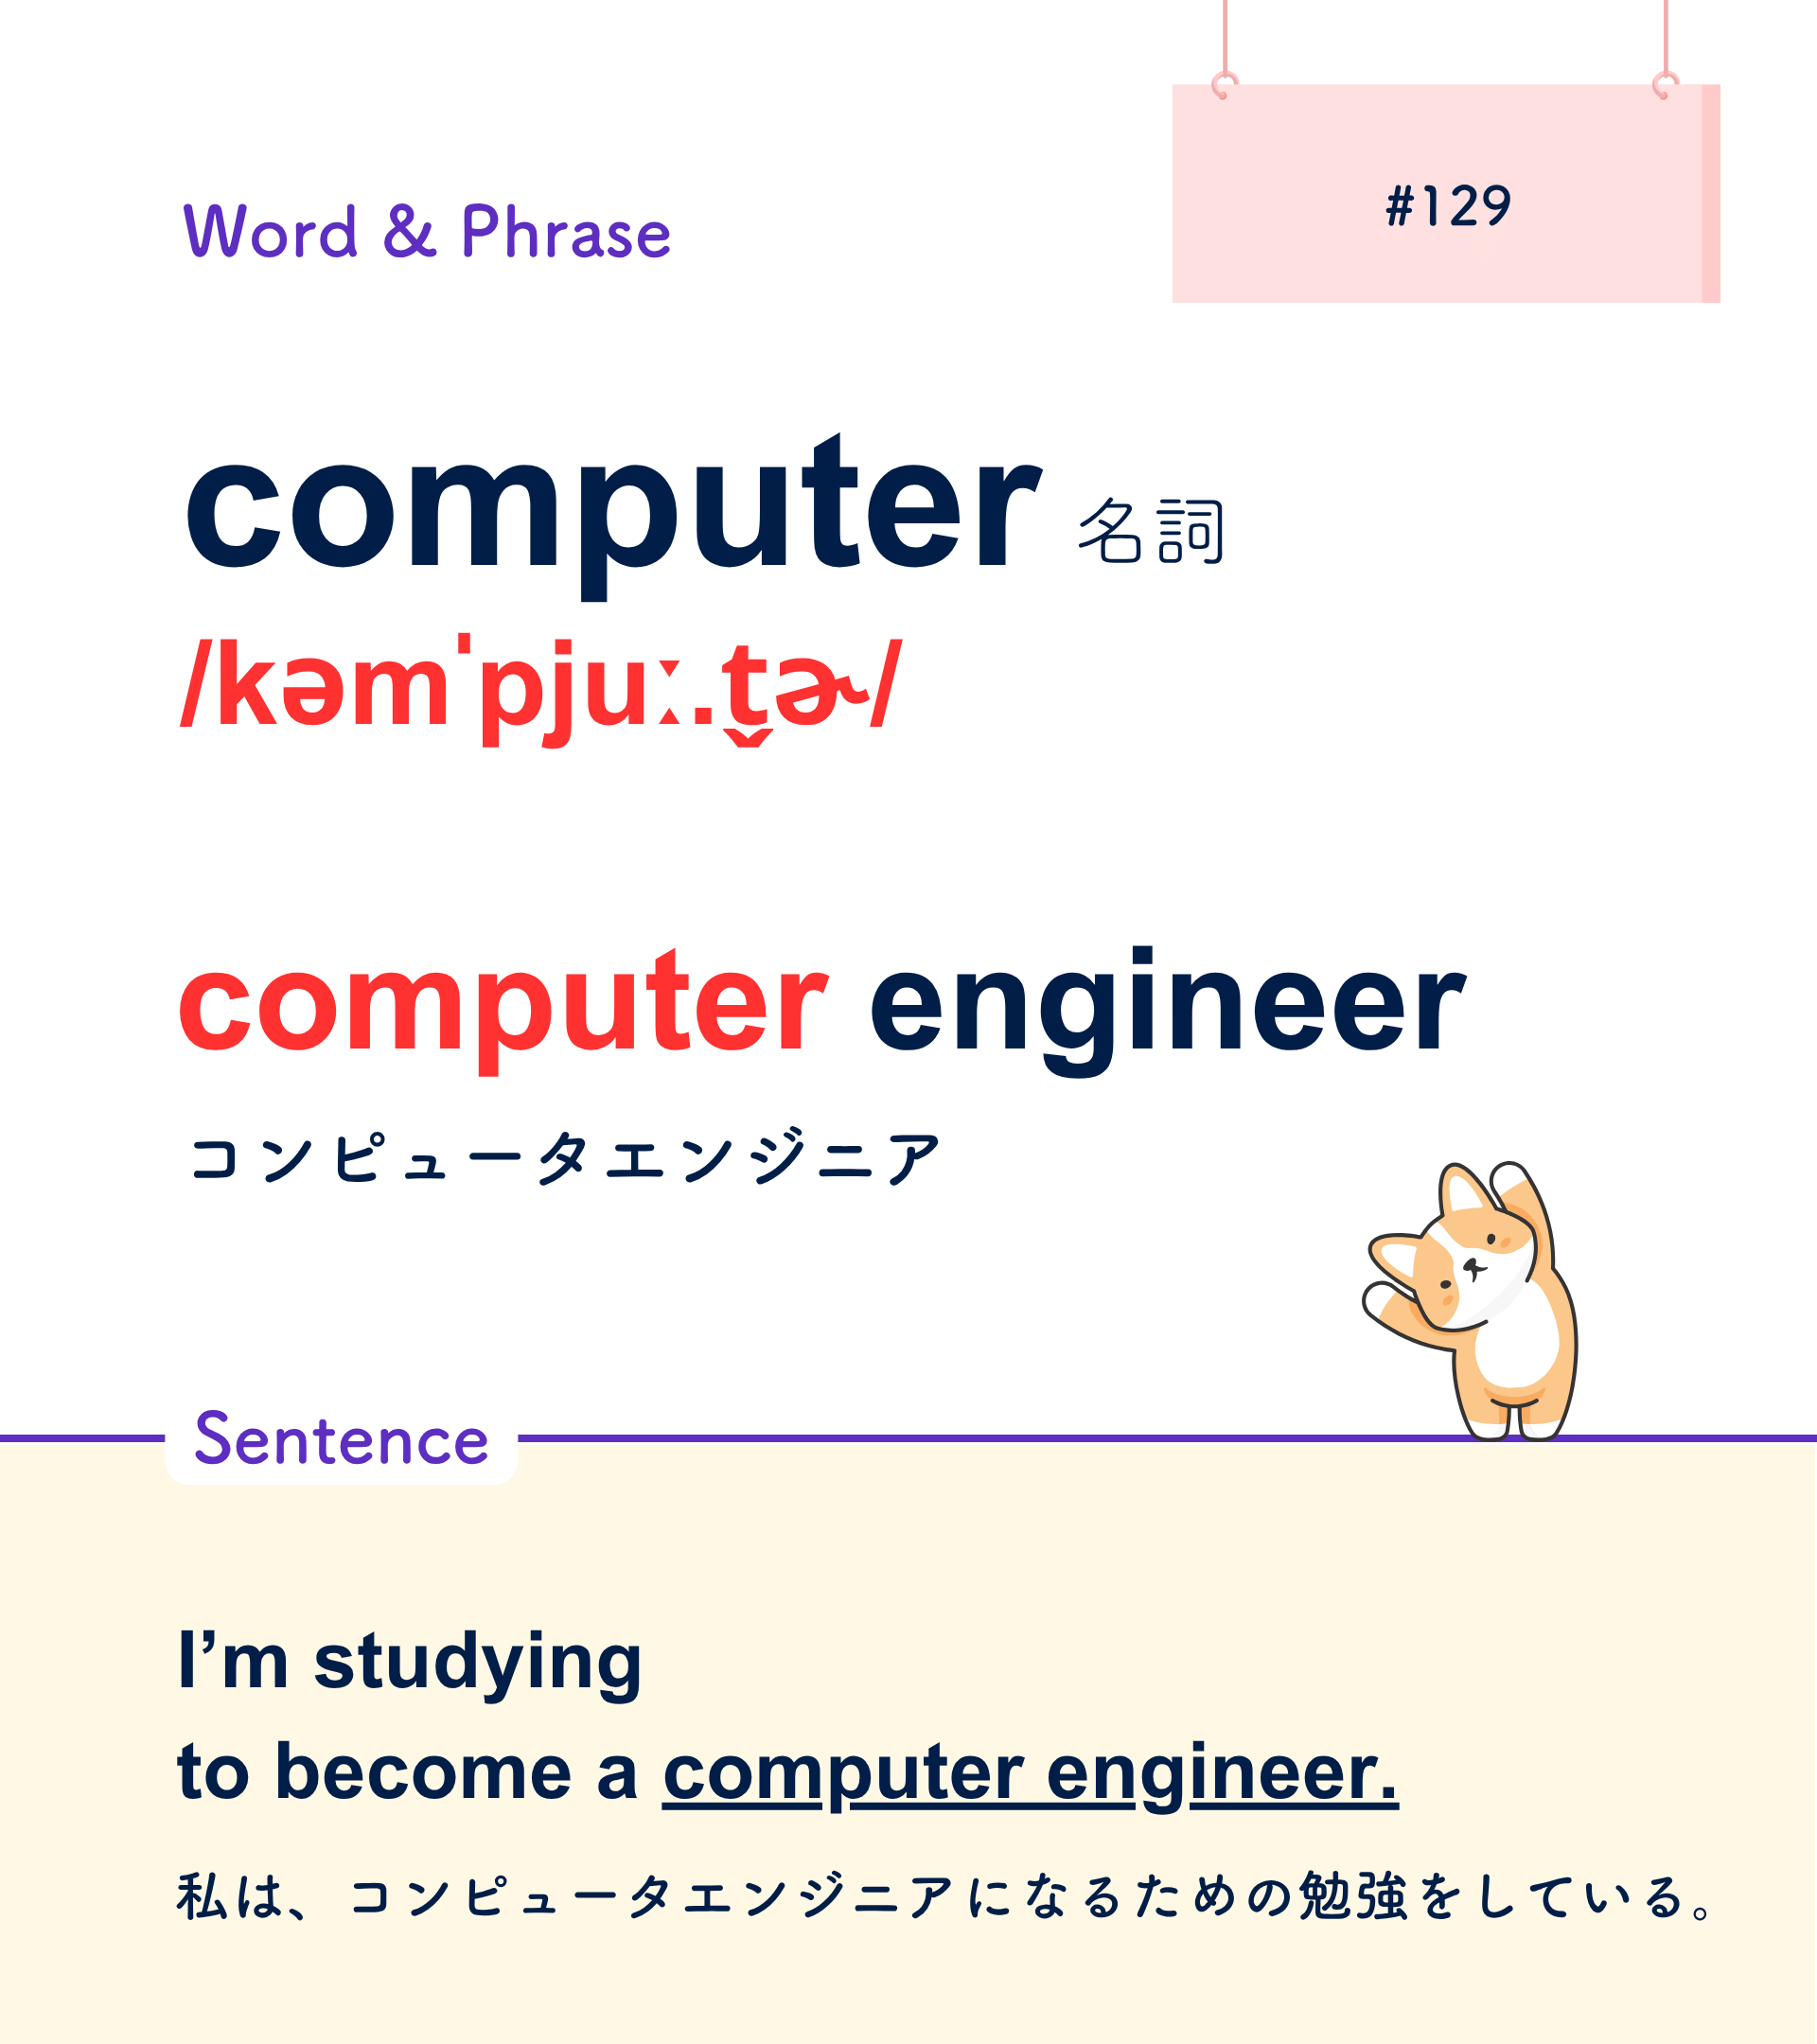 Word & Phrase
#129
computer 名詞
/kəmˈpjuː.t̬ɚ/
computer engineer
コンピュータエンジニア
Sentence
I’m studying
to become a computer engineer.
私は、コンピュータエンジニアになるための勉強をしている。